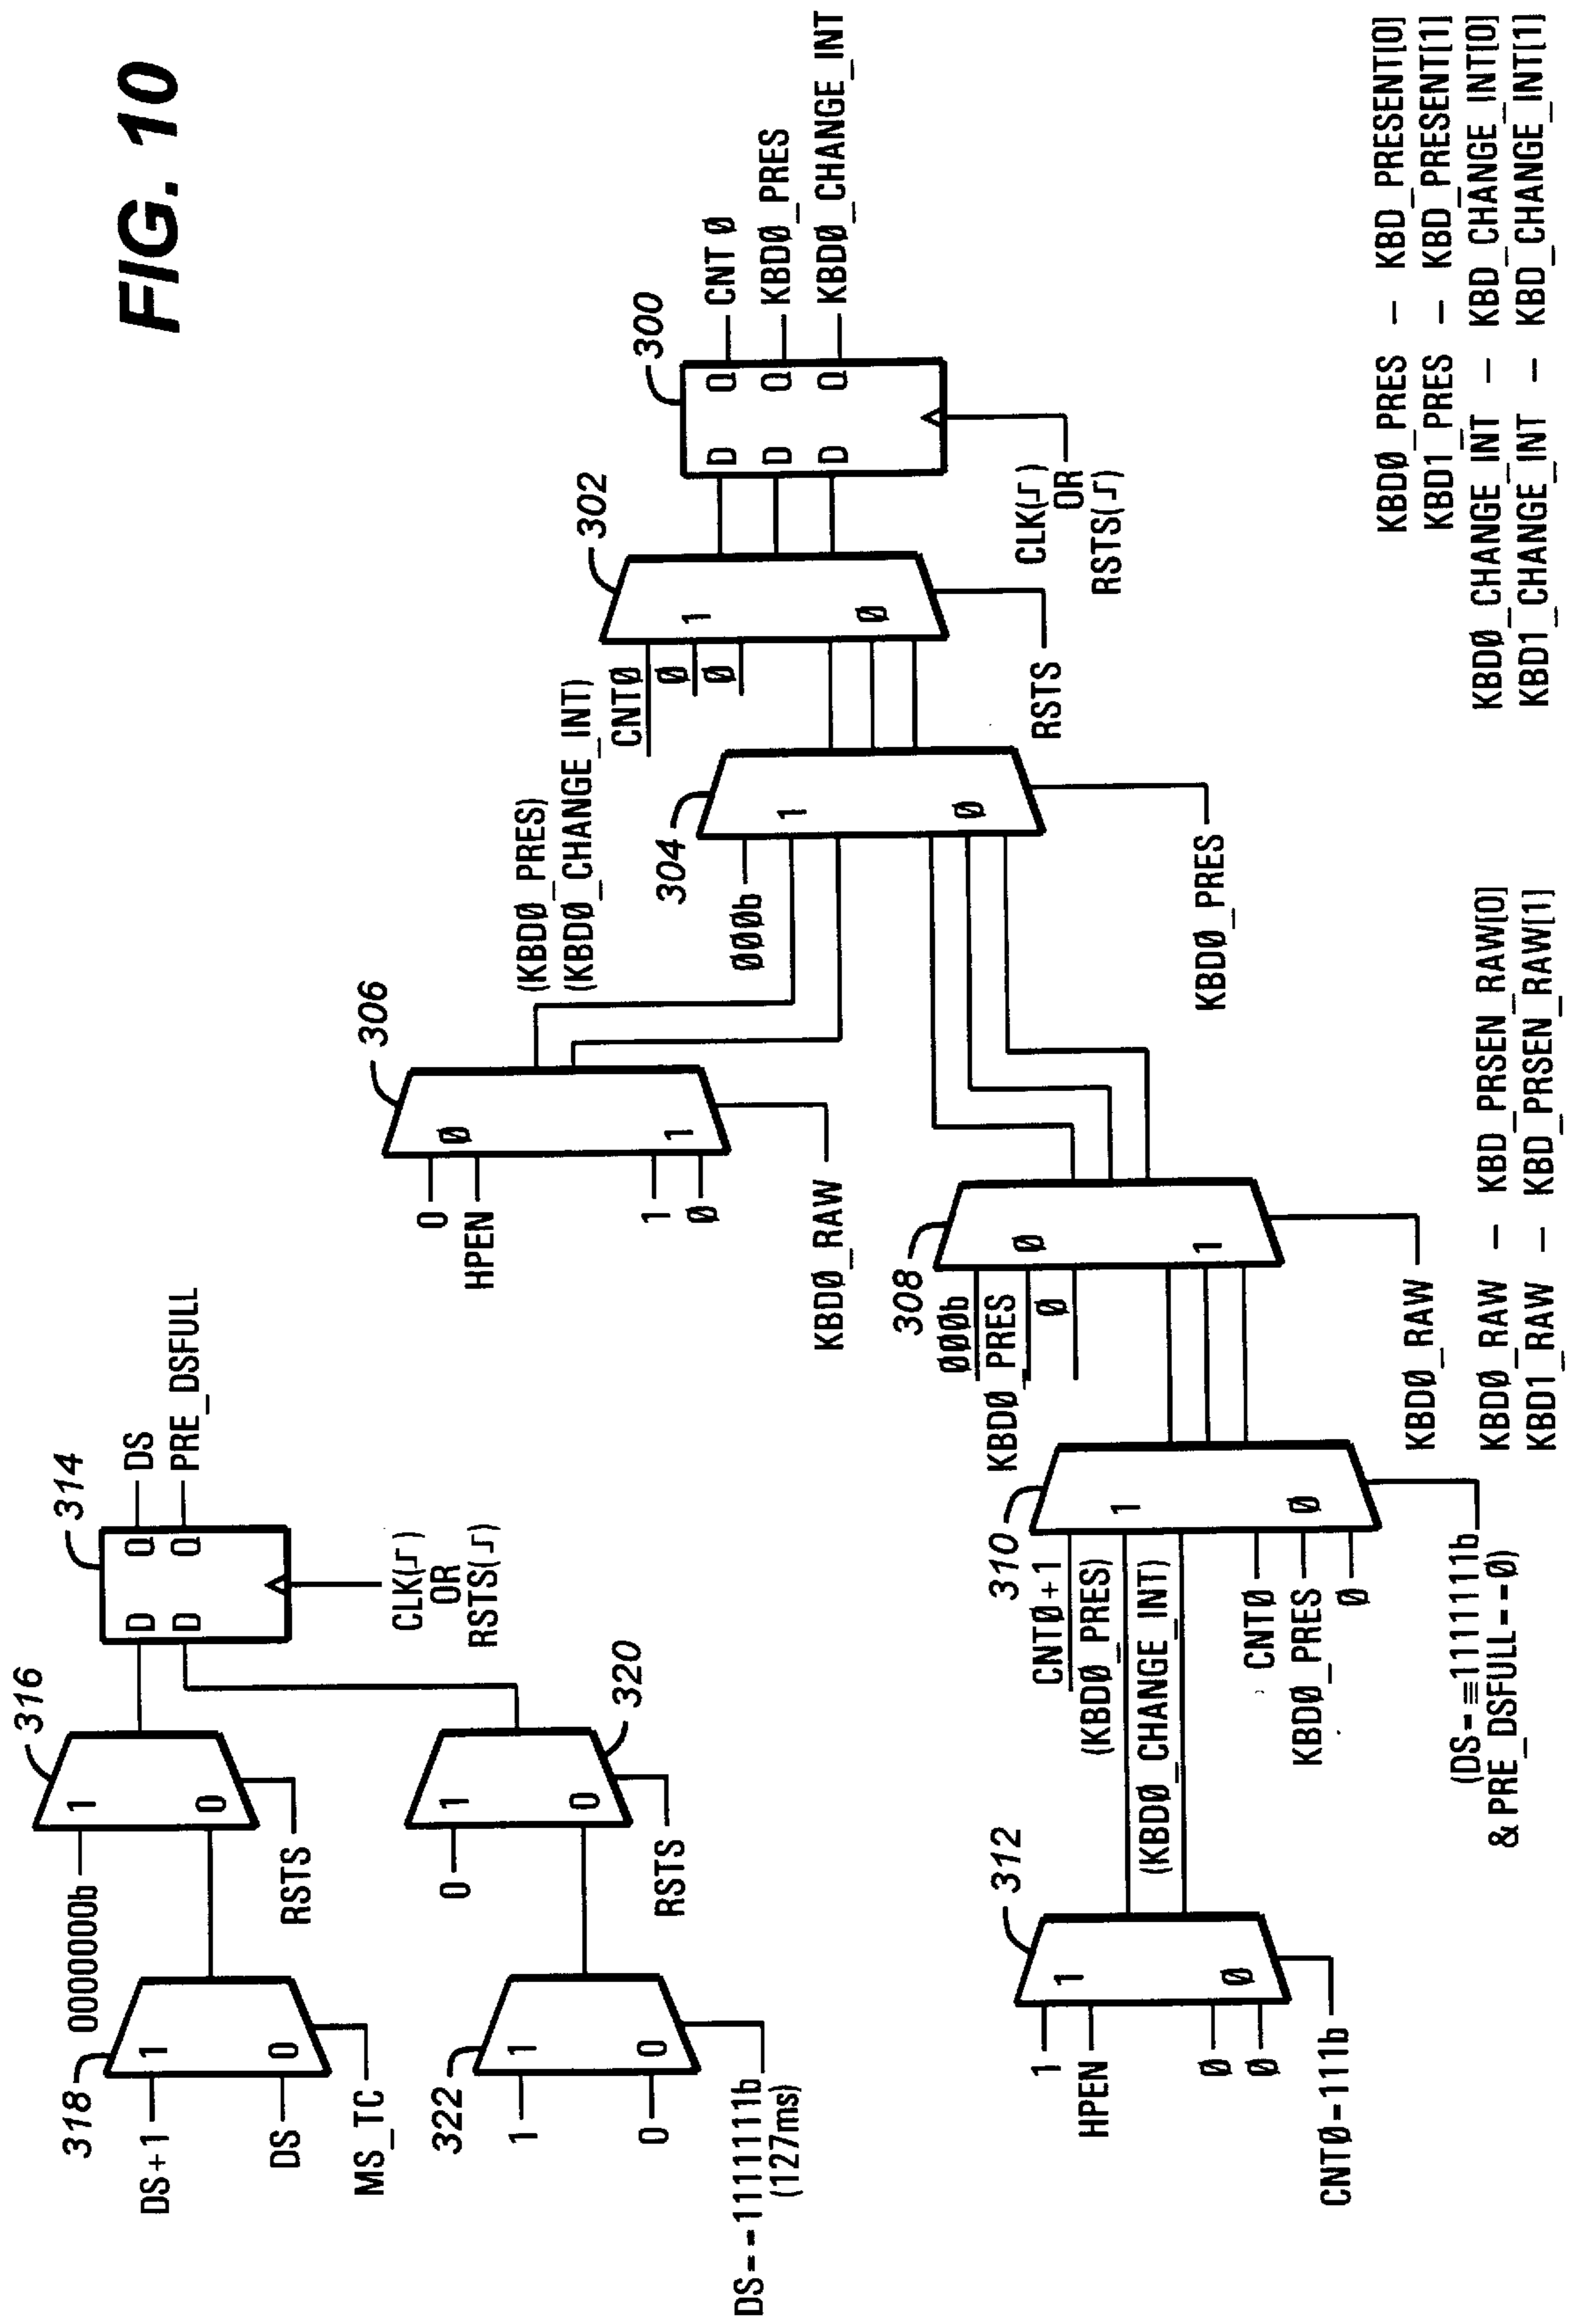 FIG. 10
318
DS+1
DS
MS_TC
1
0
0000000b
316
1
0
RSTS
314
D
D
Q
Q
DS
PRE_DSFULL
CLK(⎍)
OR
RSTS(⎍)
322
1
0
1
0
DS==1111111b
(127ms)
0
1
0
320
RSTS
306
0
HPEN
1
Ø
Ø
1
KBDØ_RAW
(KBDØ_PRES)
(KBDØ_CHANGE_INT)
304
ØØØb
1
Ø
KBDØ_PRES
302
CNTØ
Ø
Ø
1
Ø
RSTS
300
D
D
D
Q
Q
Q
CNT Ø
KBDØ_PRES
KBDØ_CHANGE_INT
CLK(⎍)
OR
RSTS(⎍)
312
1
HPEN
Ø
Ø
1
Ø
CNTØ=111b
310
CNTØ+1
(KBDØ_PRES)
(KBDØ_CHANGE_INT)
1
Ø
CNTØ
KBDØ_PRES
Ø
(DS==1111111b
& PRE_DSFULL==Ø)
308
ØØØb
KBDØ_PRES
Ø
Ø
1
KBDØ_RAW
KBDØ_RAW – KBD_PRSEN_RAW[0]
KBD1_RAW – KBD_PRSEN_RAW[1]
KBDØ_PRES – KBD_PRESENT[0]
KBD1_PRES – KBD_PRESENT[1]
KBDØ_CHANGE_INT – KBD_CHANGE_INT[0]
KBD1_CHANGE_INT – KBD_CHANGE_INT[1]